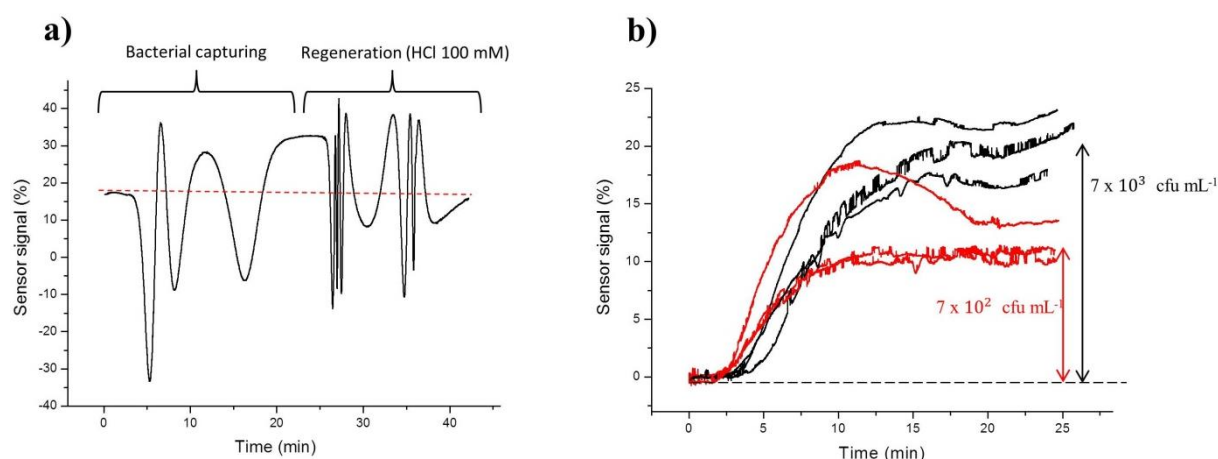 a)
Bacterial capturing
Regeneration (HCl 100 mM)
Sensor signal (%)
40
30
20
10
0
-10
-20
-30
-40
0
10
20
30
40
Time (min)
b)
Sensor signal (%)
25
20
15
10
5
0
7 x 10³ cfu mL⁻¹
7 x 10² cfu mL⁻¹
0
5
10
15
20
25
Time (min)